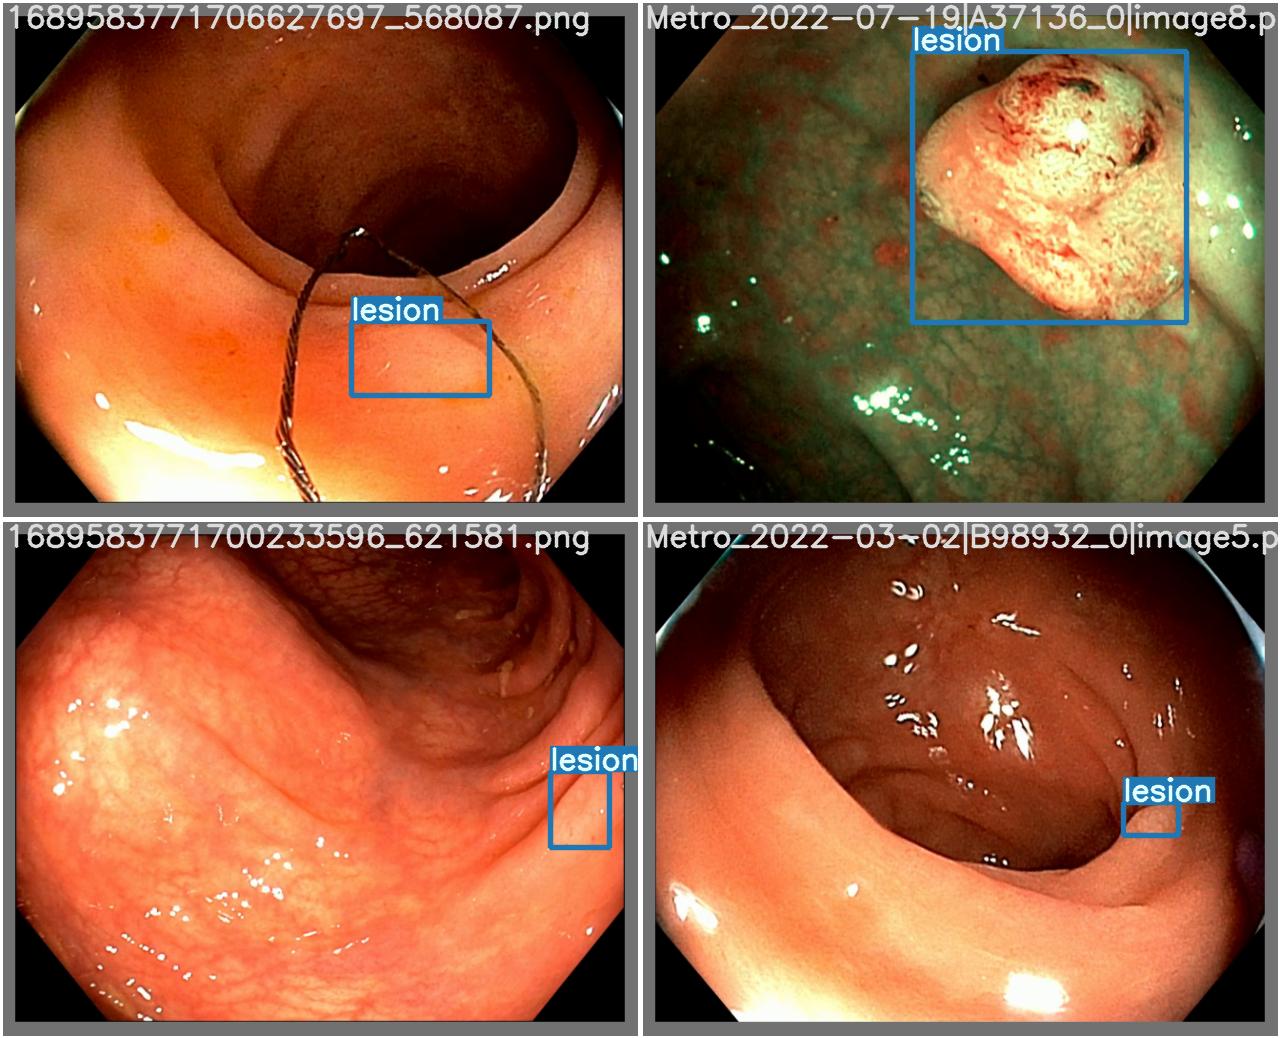 1689583771706627697_568087.png
Metro_2022-07-19|A37136_0|image8.p
lesion
lesion
1689583771700233596_621581.png
Metro_2022-03-02|B98932_0|image5.p
lesion
lesion